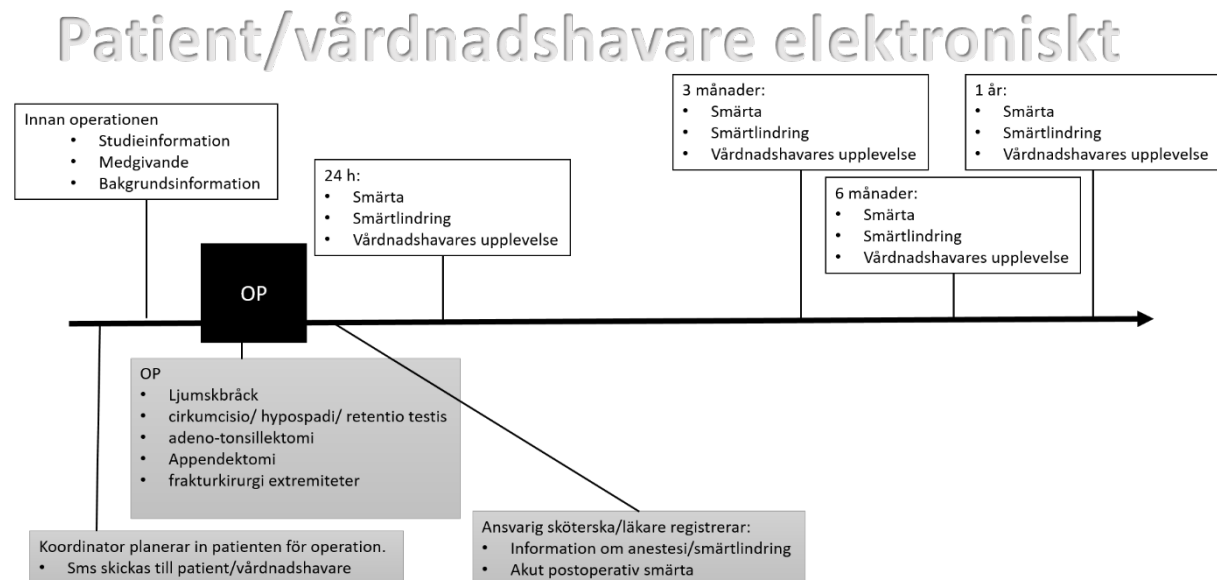 Patient/vårdnadshavare elektroniskt
Innan operationen
• Studieinformation
• Medgivande
• Bakgrundsinformation
24 h:
• Smärta
• Smärtlindring
• Vårdnadshavares upplevelse
3 månader:
• Smärta
• Smärtlindring
• Vårdnadshavares upplevelse
6 månader:
• Smärta
• Smärtlindring
• Vårdnadshavares upplevelse
1 år:
• Smärta
• Smärtlindring
• Vårdnadshavares upplevelse
OP
OP
• Ljumskbråck
• cirkumcisio/ hypospadi/ retentio testis
• adeno-tonsillektomi
• Appendektomi
• frakturkirurgi extremiteter
Koordinator planerar in patienten för operation.
• Sms skickas till patient/vårdnadshavare
Ansvarig sköterska/läkare registrerar:
• Information om anestesi/smärtlindring
• Akut postoperativ smärta